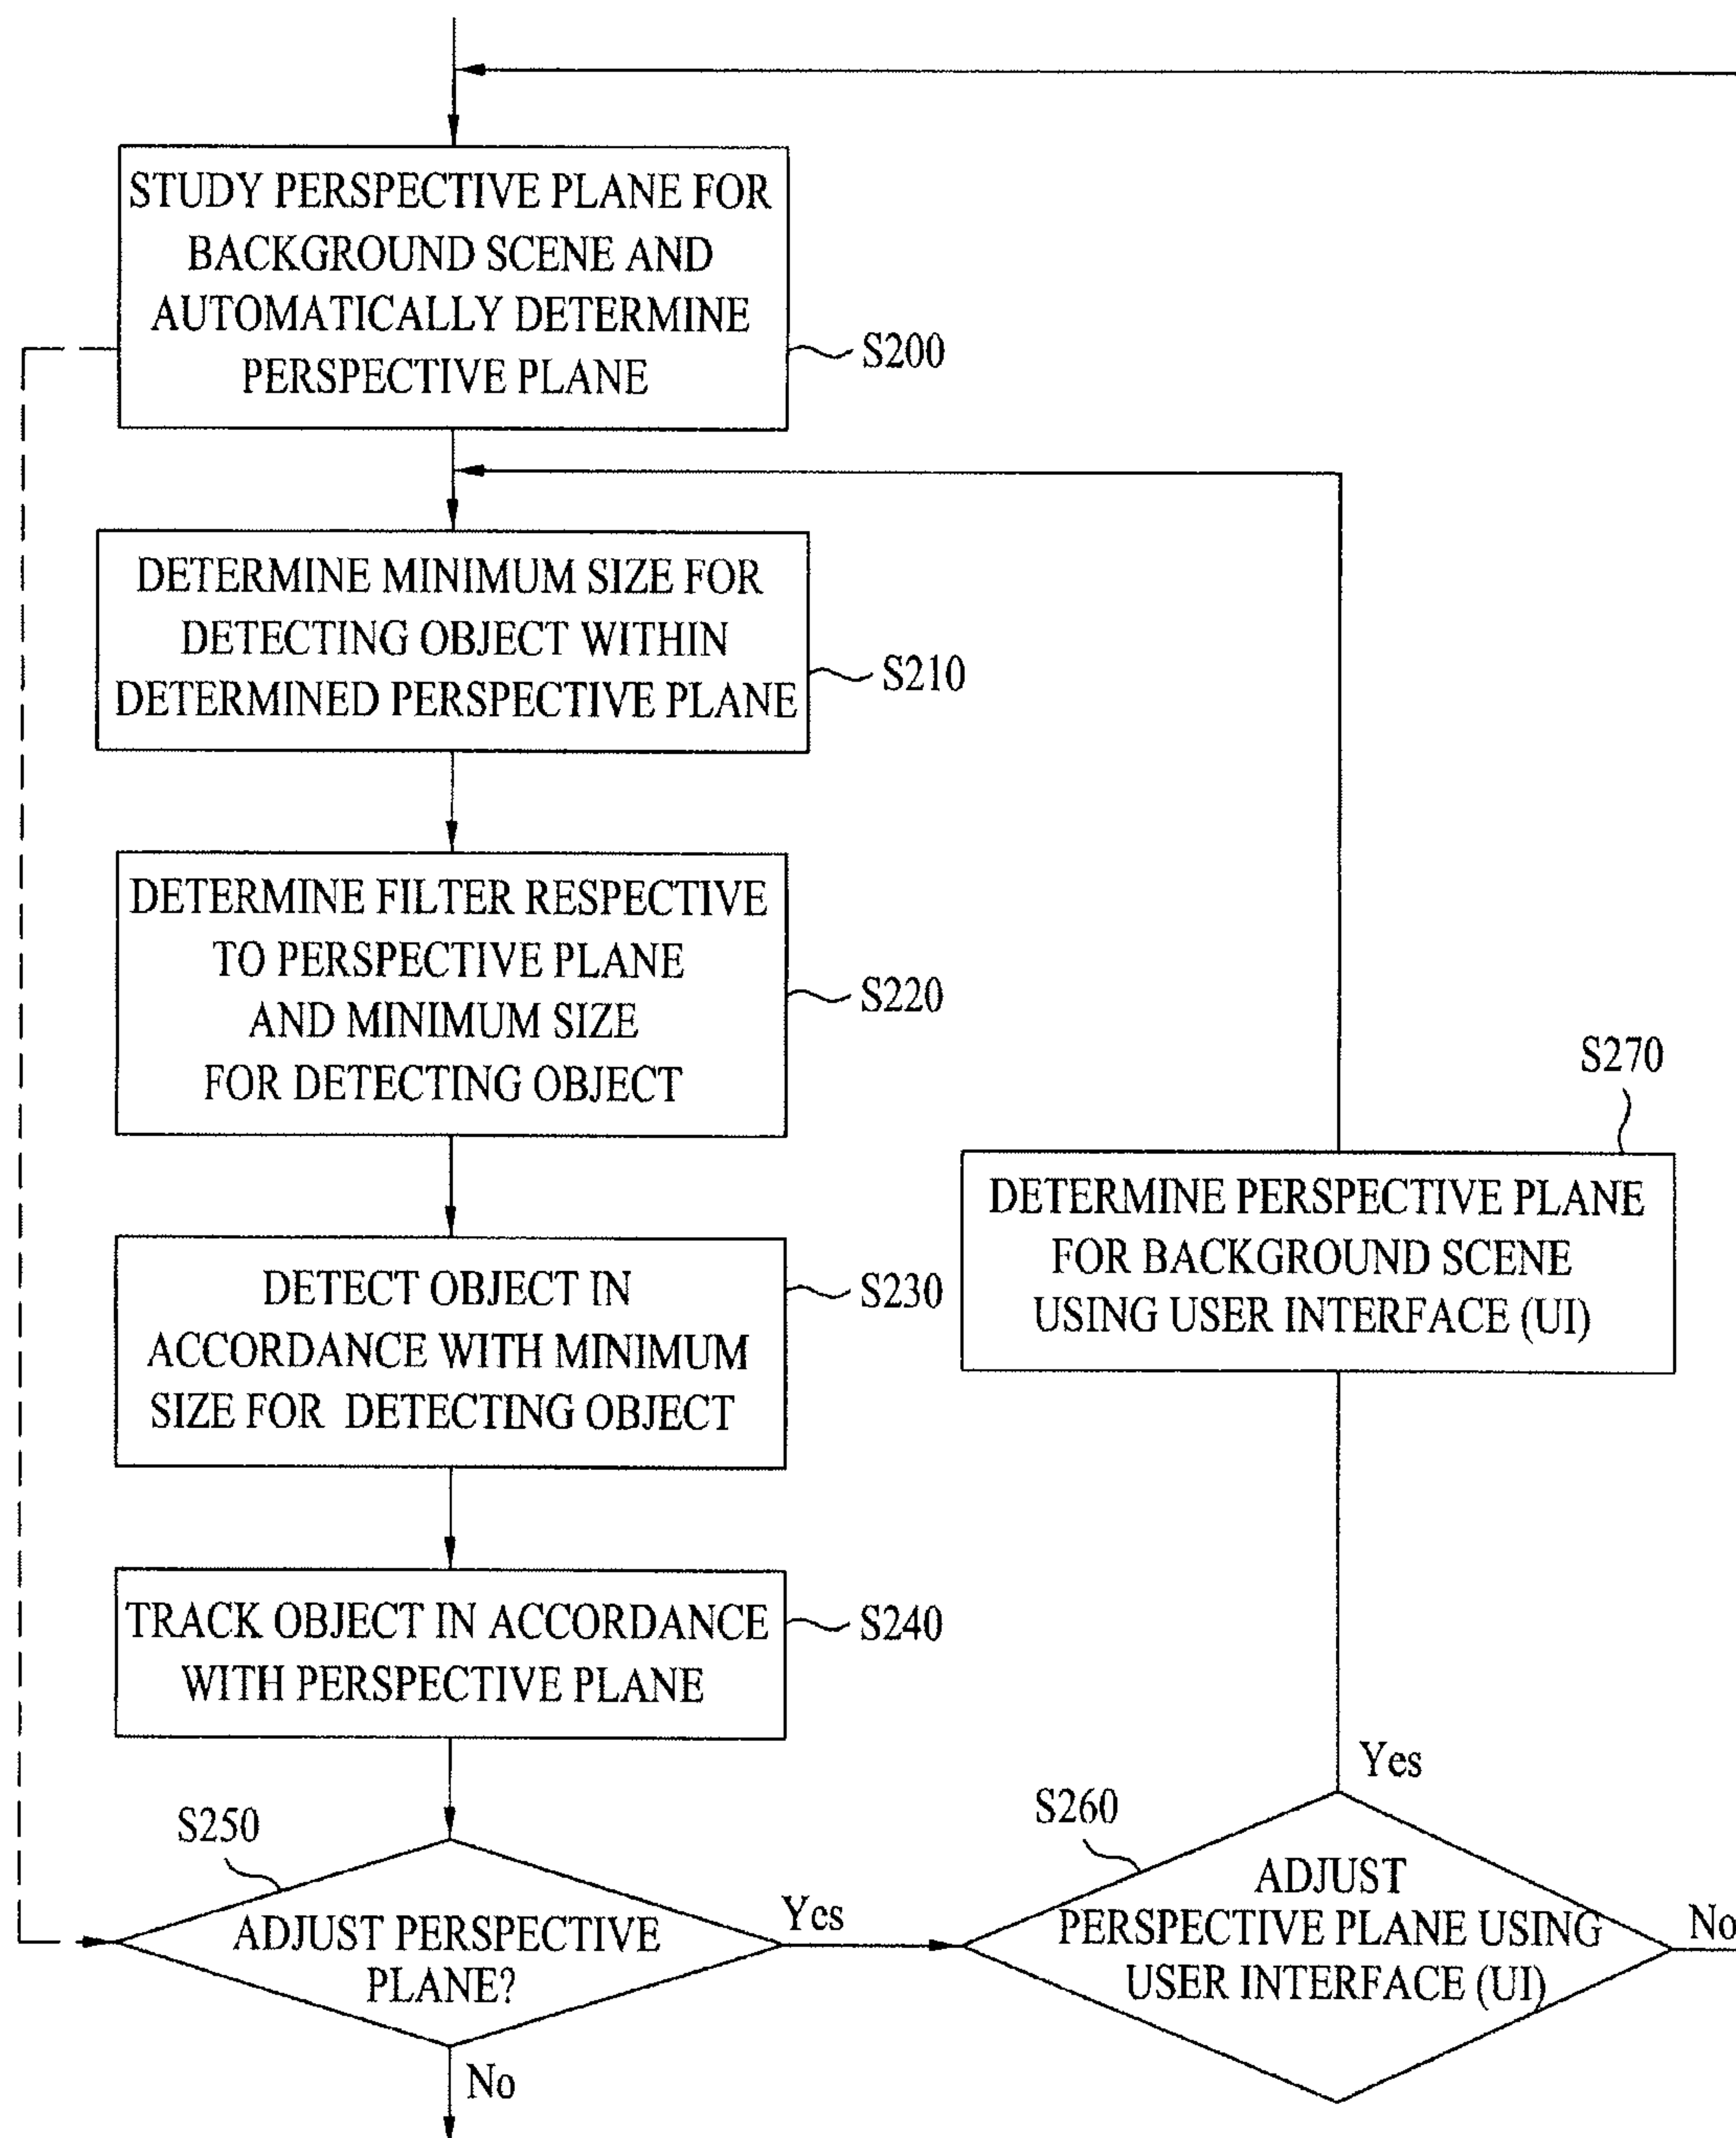 STUDY PERSPECTIVE PLANE FOR
BACKGROUND SCENE AND
AUTOMATICALLY DETERMINE
PERSPECTIVE PLANE
S200
DETERMINE MINIMUM SIZE FOR
DETECTING OBJECT WITHIN
DETERMINED PERSPECTIVE PLANE
S210
DETERMINE FILTER RESPECTIVE
TO PERSPECTIVE PLANE
AND MINIMUM SIZE
FOR DETECTING OBJECT
S220
DETECT OBJECT IN
ACCORDANCE WITH MINIMUM
SIZE FOR DETECTING OBJECT
S230
TRACK OBJECT IN ACCORDANCE
WITH PERSPECTIVE PLANE
S240
S250
ADJUST PERSPECTIVE
PLANE?
Yes
No
S260
ADJUST
PERSPECTIVE PLANE USING
USER INTERFACE (UI)
Yes
No
S270
DETERMINE PERSPECTIVE PLANE
FOR BACKGROUND SCENE
USING USER INTERFACE (UI)